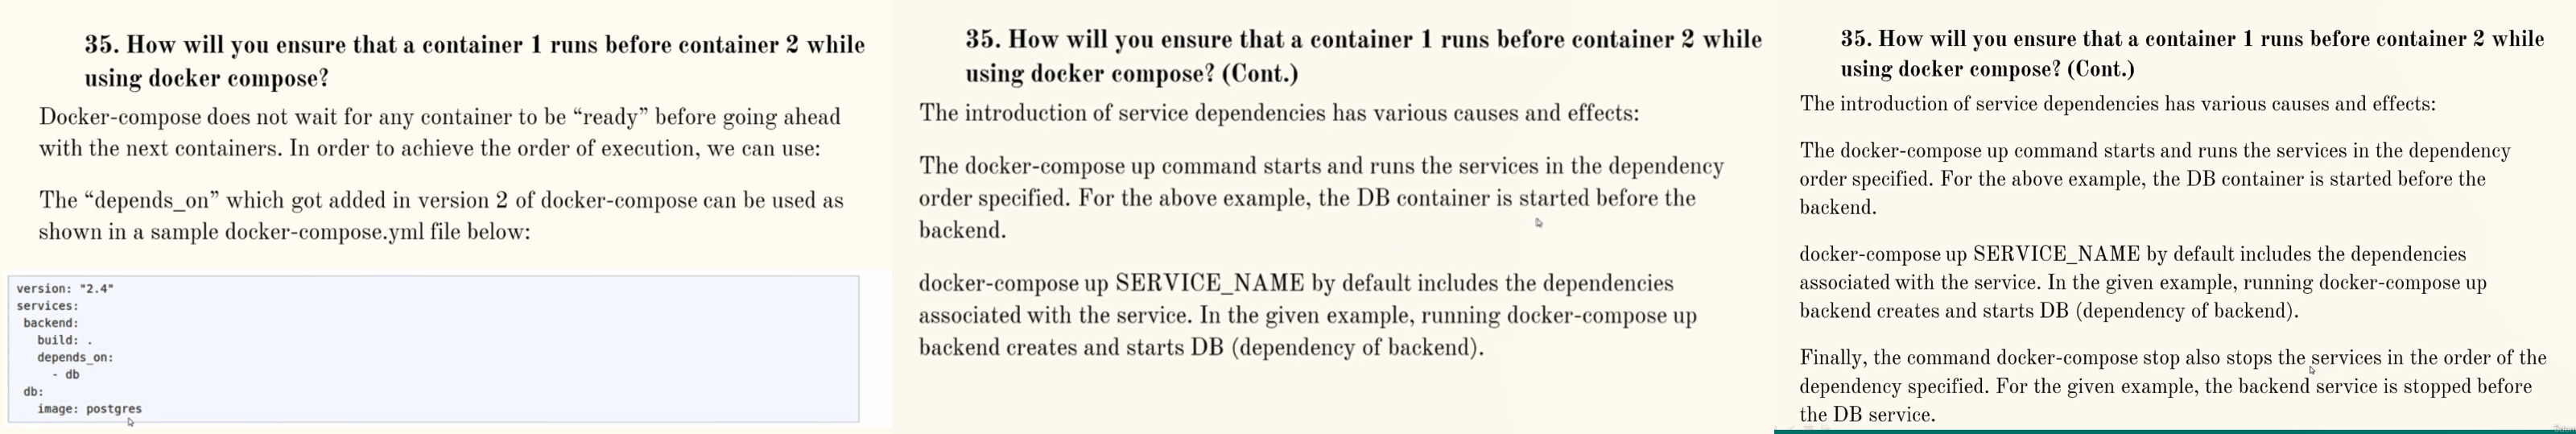 35. How will you ensure that a container 1 runs before container 2 while
using docker compose?
Docker-compose does not wait for any container to be “ready” before going ahead
with the next containers. In order to achieve the order of execution, we can use:
The “depends_on” which got added in version 2 of docker-compose can be used as
shown in a sample docker-compose.yml file below:
version: "2.4"
services:
 backend:
   build: .
   depends_on:
     - db
 db:
   image: postgres
35. How will you ensure that a container 1 runs before container 2 while
using docker compose? (Cont.)
The introduction of service dependencies has various causes and effects:
The docker-compose up command starts and runs the services in the dependency
order specified. For the above example, the DB container is started before the
backend.
docker-compose up SERVICE_NAME by default includes the dependencies
associated with the service. In the given example, running docker-compose up
backend creates and starts DB (dependency of backend).
35. How will you ensure that a container 1 runs before container 2 while
using docker compose? (Cont.)
The introduction of service dependencies has various causes and effects:
The docker-compose up command starts and runs the services in the dependency
order specified. For the above example, the DB container is started before the
backend.
docker-compose up SERVICE_NAME by default includes the dependencies
associated with the service. In the given example, running docker-compose up
backend creates and starts DB (dependency of backend).
Finally, the command docker-compose stop also stops the services in the order of the
dependency specified. For the given example, the backend service is stopped before
the DB service.